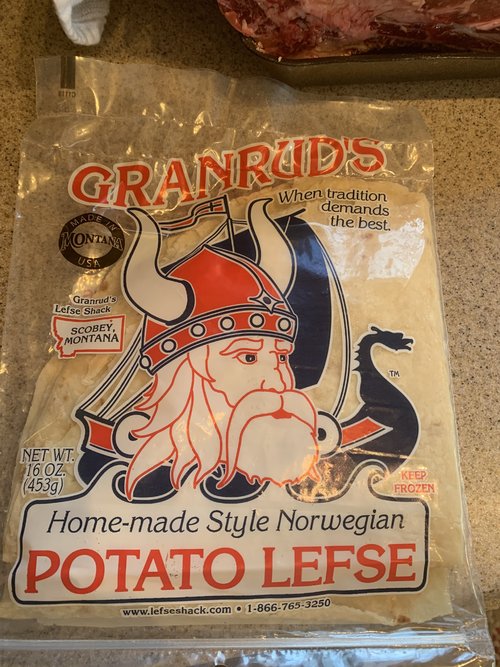 GRANRUD'S
When tradition
demands
the best.
MADE IN
MONTANA
USA
Granrud's
Lefse Shack
SCOBEY,
MONTANA
TM
NET WT.
16 OZ.
(453g)
KEEP
FROZEN
Home-made Style Norwegian
POTATO LEFSE
www.lefseshack.com • 1-866-765-3250